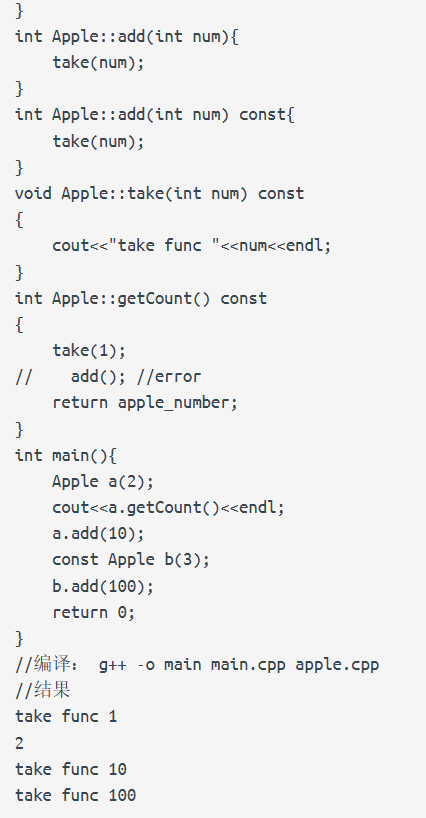 }
int Apple::add(int num){
    take(num);
}
int Apple::add(int num) const{
    take(num);
}
void Apple::take(int num) const
{
    cout<<"take func "<<num<<endl;
}
int Apple::getCount() const
{
    take(1);
//    add(); //error
    return apple_number;
}
int main(){
    Apple a(2);
    cout<<a.getCount()<<endl;
    a.add(10);
    const Apple b(3);
    b.add(100);
    return 0;
}
//编译： g++ -o main main.cpp apple.cpp
//结果
take func 1
2
take func 10
take func 100